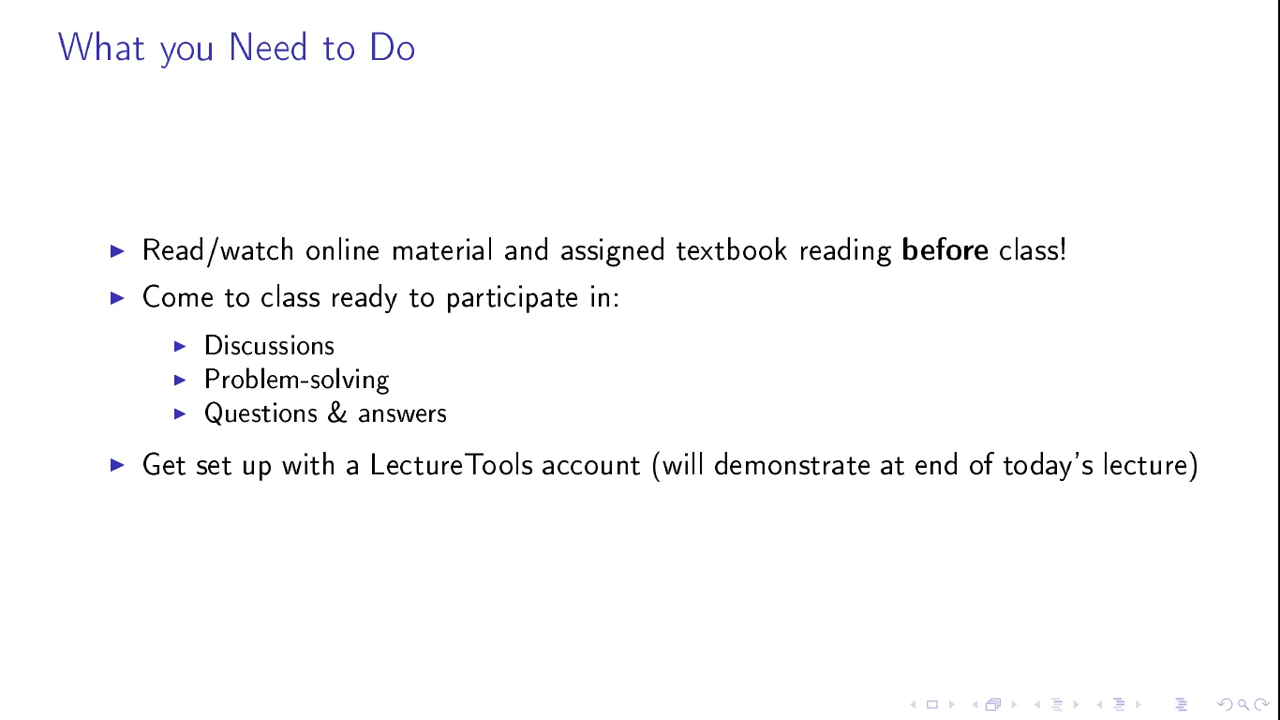 What you Need to Do
Read/watch online material and assigned textbook reading before class!
Come to class ready to participate in:
Discussions
Problem-solving
Questions & answers
Get set up with a LectureTools account (will demonstrate at end of today's lecture)